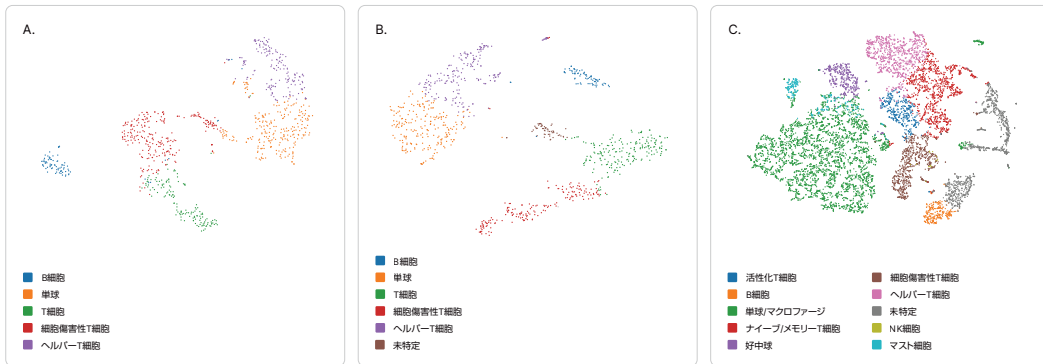 A.
B細胞
単球
T細胞
細胞傷害性T細胞
ヘルパーT細胞
B.
B細胞
単球
T細胞
細胞傷害性T細胞
ヘルパーT細胞
未特定
C.
活性化T細胞
B細胞
単球/マクロファージ
ナイーブ/メモリーT細胞
好中球
細胞傷害性T細胞
ヘルパーT細胞
未特定
NK細胞
マスト細胞